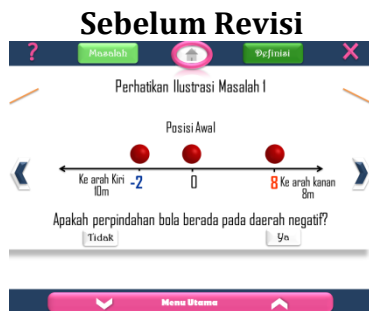 Sebelum Revisi
? Masalah Definisi X
Perhatikan Ilustrasi Masalah 1
Posisi Awal
Ke arah Kiri -2 0 8 Ke arah kanan
10m 8m
Apakah perpindahan bola berada pada daerah negatif?
Tidak Ya
Menu Utama